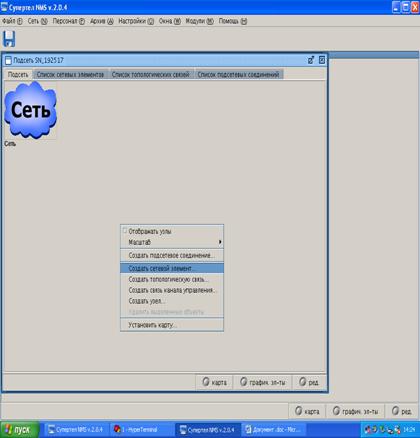 Супертел NMS v.2.0.4
Файл (F) Сеть (N) Персонал (P) Архив (A) Настройки (O) Окна (W) Модули (M) Помощь (H)
Подсеть SN_192517
Подсеть Список сетевых элементов Список топологических связей Список подсетевых соединений
Сеть
Сеть
Отображать узлы
Масштаб
Создать подсетевое соединение...
Создать сетевой элемент...
Создать топологическую связь...
Создать связь канала управления...
Создать узел...
Удалить выделенные объекты
Установить карту...
карта график. эл-ты ред.
карта график. эл-ты ред.
пуск Супертел NMS v.2.0.4 1 - HyperTerminal Супертел NMS v.2.0.4 Документ.doc - Micr... 14:24